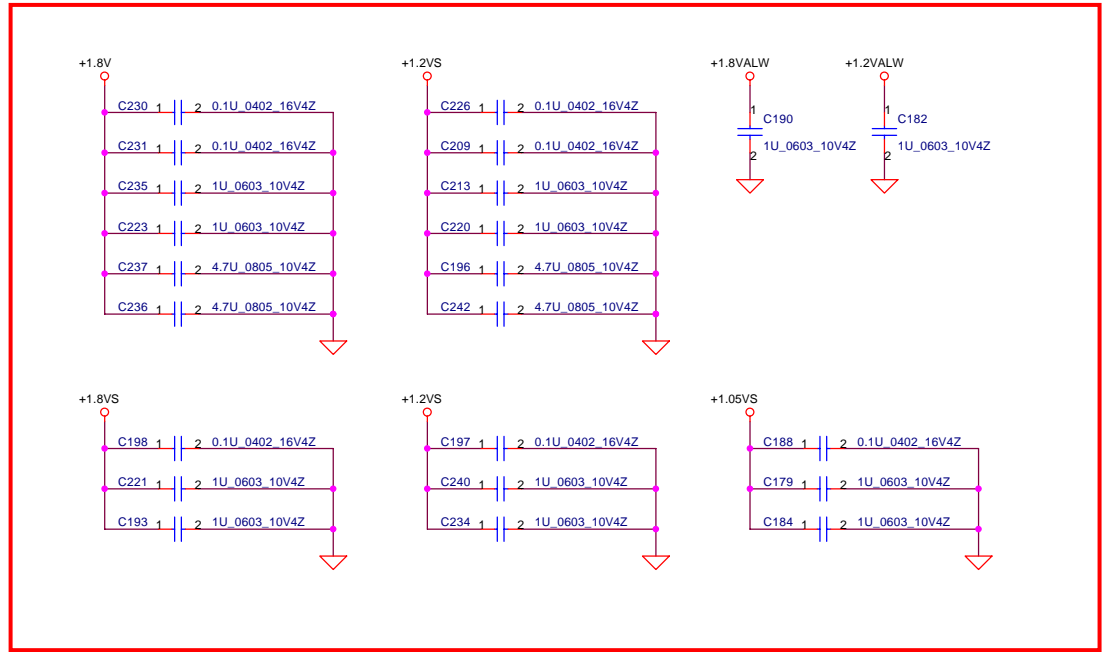 +1.8V
+1.2VS
+1.8VALW
+1.2VALW
C230 1 2 0.1U_0402_16V4Z
C226 1 2 0.1U_0402_16V4Z
1
C190
1U_0603_10V4Z
2
1
C182
1U_0603_10V4Z
2
C231 1 2 0.1U_0402_16V4Z
C209 1 2 0.1U_0402_16V4Z
C235 1 2 1U_0603_10V4Z
C213 1 2 1U_0603_10V4Z
C223 1 2 1U_0603_10V4Z
C220 1 2 1U_0603_10V4Z
C237 1 2 4.7U_0805_10V4Z
C196 1 2 4.7U_0805_10V4Z
C236 1 2 4.7U_0805_10V4Z
C242 1 2 4.7U_0805_10V4Z
+1.8VS
+1.2VS
+1.05VS
C198 1 2 0.1U_0402_16V4Z
C197 1 2 0.1U_0402_16V4Z
C188 1 2 0.1U_0402_16V4Z
C221 1 2 1U_0603_10V4Z
C240 1 2 1U_0603_10V4Z
C179 1 2 1U_0603_10V4Z
C193 1 2 1U_0603_10V4Z
C234 1 2 1U_0603_10V4Z
C184 1 2 1U_0603_10V4Z